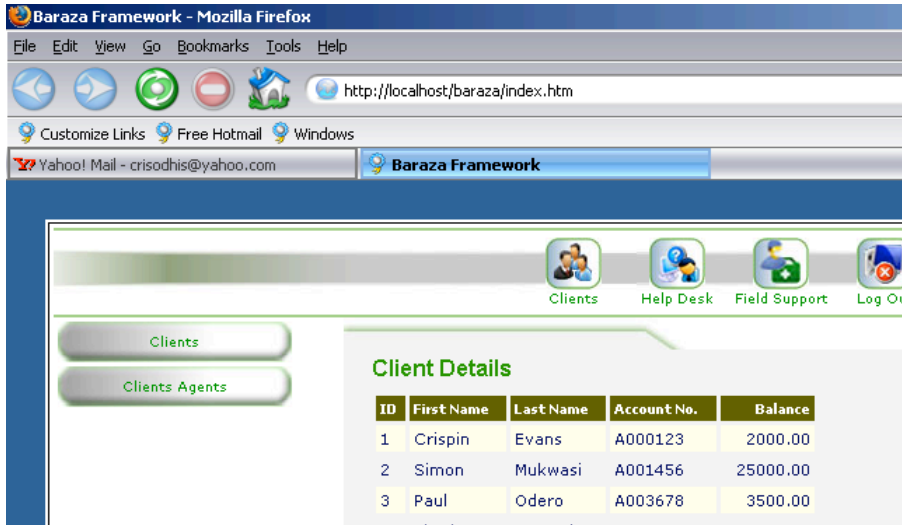 Baraza Framework - Mozilla Firefox
File Edit View Go Bookmarks Tools Help
http://localhost/baraza/index.htm
Customize Links Free Hotmail Windows
Yahoo! Mail - crisodhis@yahoo.com Baraza Framework
Clients Help Desk Field Support Log Ou
Clients
Clients Agents
Client Details
ID First Name Last Name Account No. Balance
1 Crispin Evans A000123 2000.00
2 Simon Mukwasi A001456 25000.00
3 Paul Odero A003678 3500.00